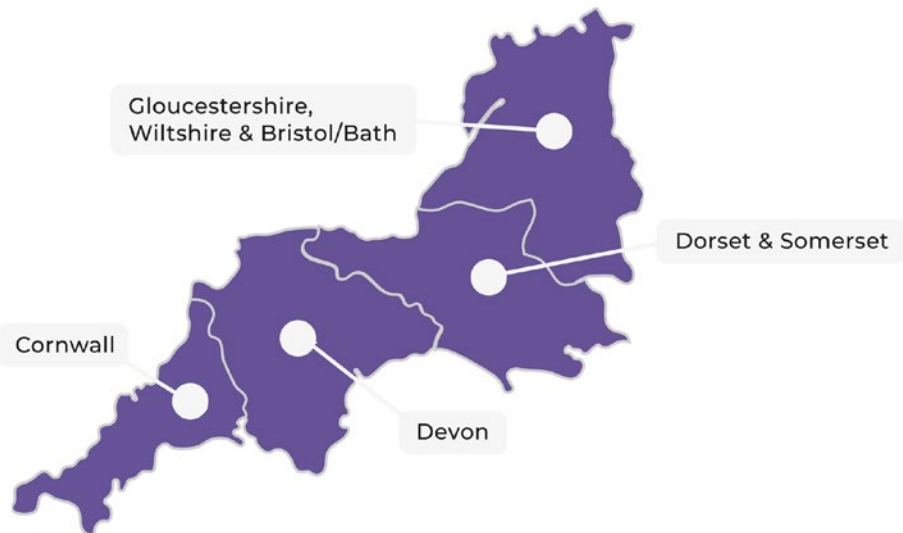 Gloucestershire,
Wiltshire & Bristol/Bath
Dorset & Somerset
Cornwall
Devon